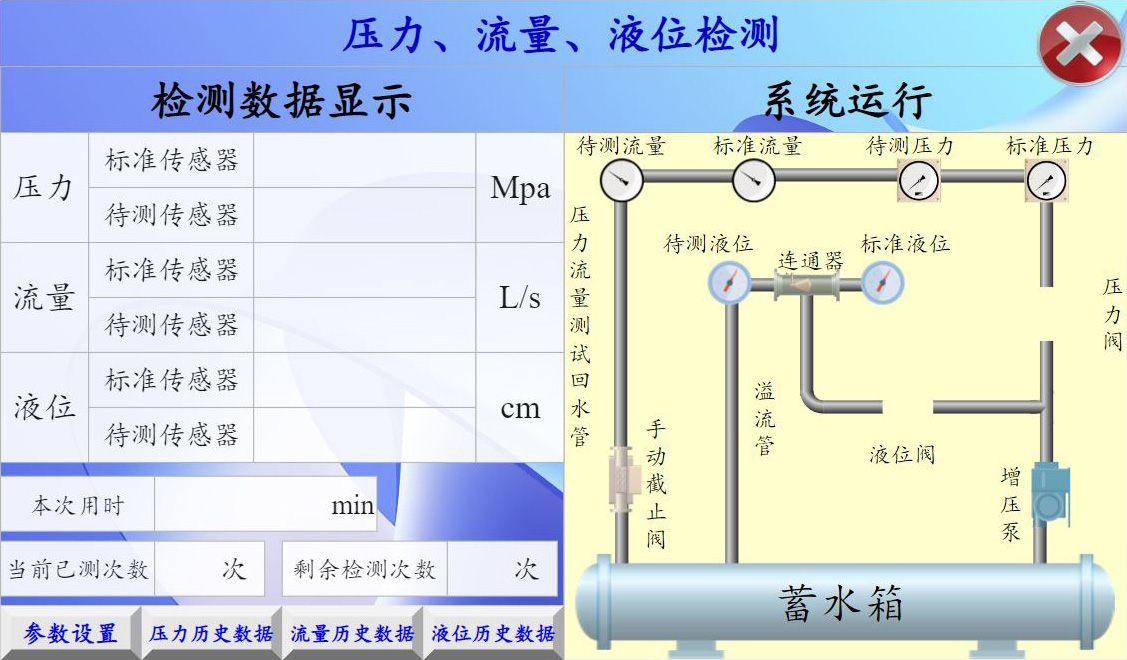 压力、流量、液位检测
检测数据显示
系统运行
压力
标准传感器
待测传感器
Mpa
流量
标准传感器
待测传感器
L/s
液位
标准传感器
待测传感器
cm
本次用时
min
当前已测次数
次
剩余检测次数
次
参数设置
压力历史数据
流量历史数据
液位历史数据
待测流量
标准流量
待测压力
标准压力
压力流量测试回水管
待测液位
连通器
标准液位
压力阀
溢流管
手动截止阀
液位阀
增压泵
蓄水箱